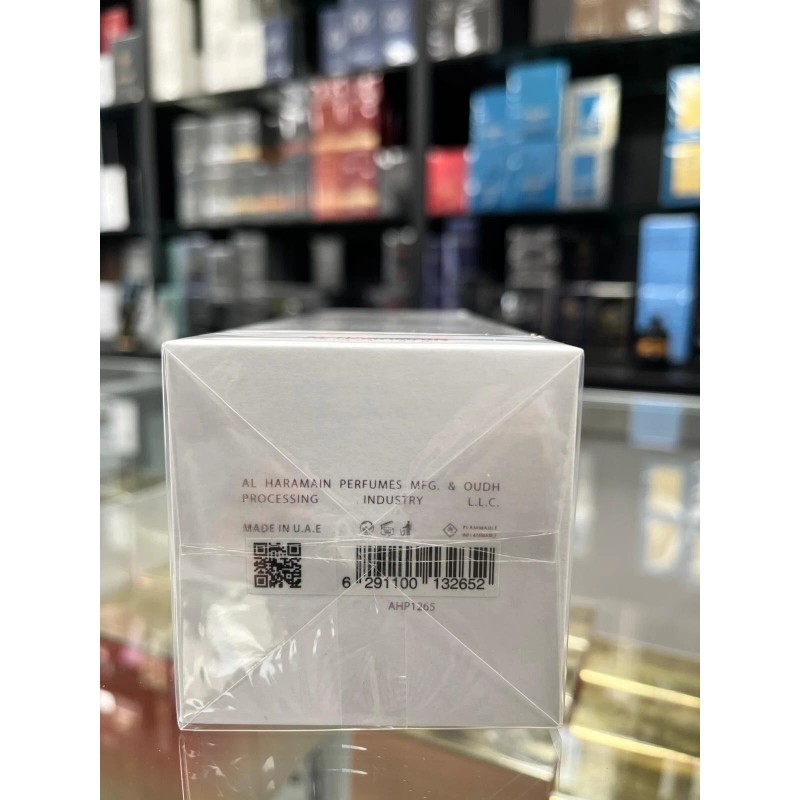 AL HARAMAIN PERFUMES MFG. & OUDH
PROCESSING INDUSTRY L.L.C.
MADE IN U.A.E
FLAMMABLE
6 291100 132652
AHP1265